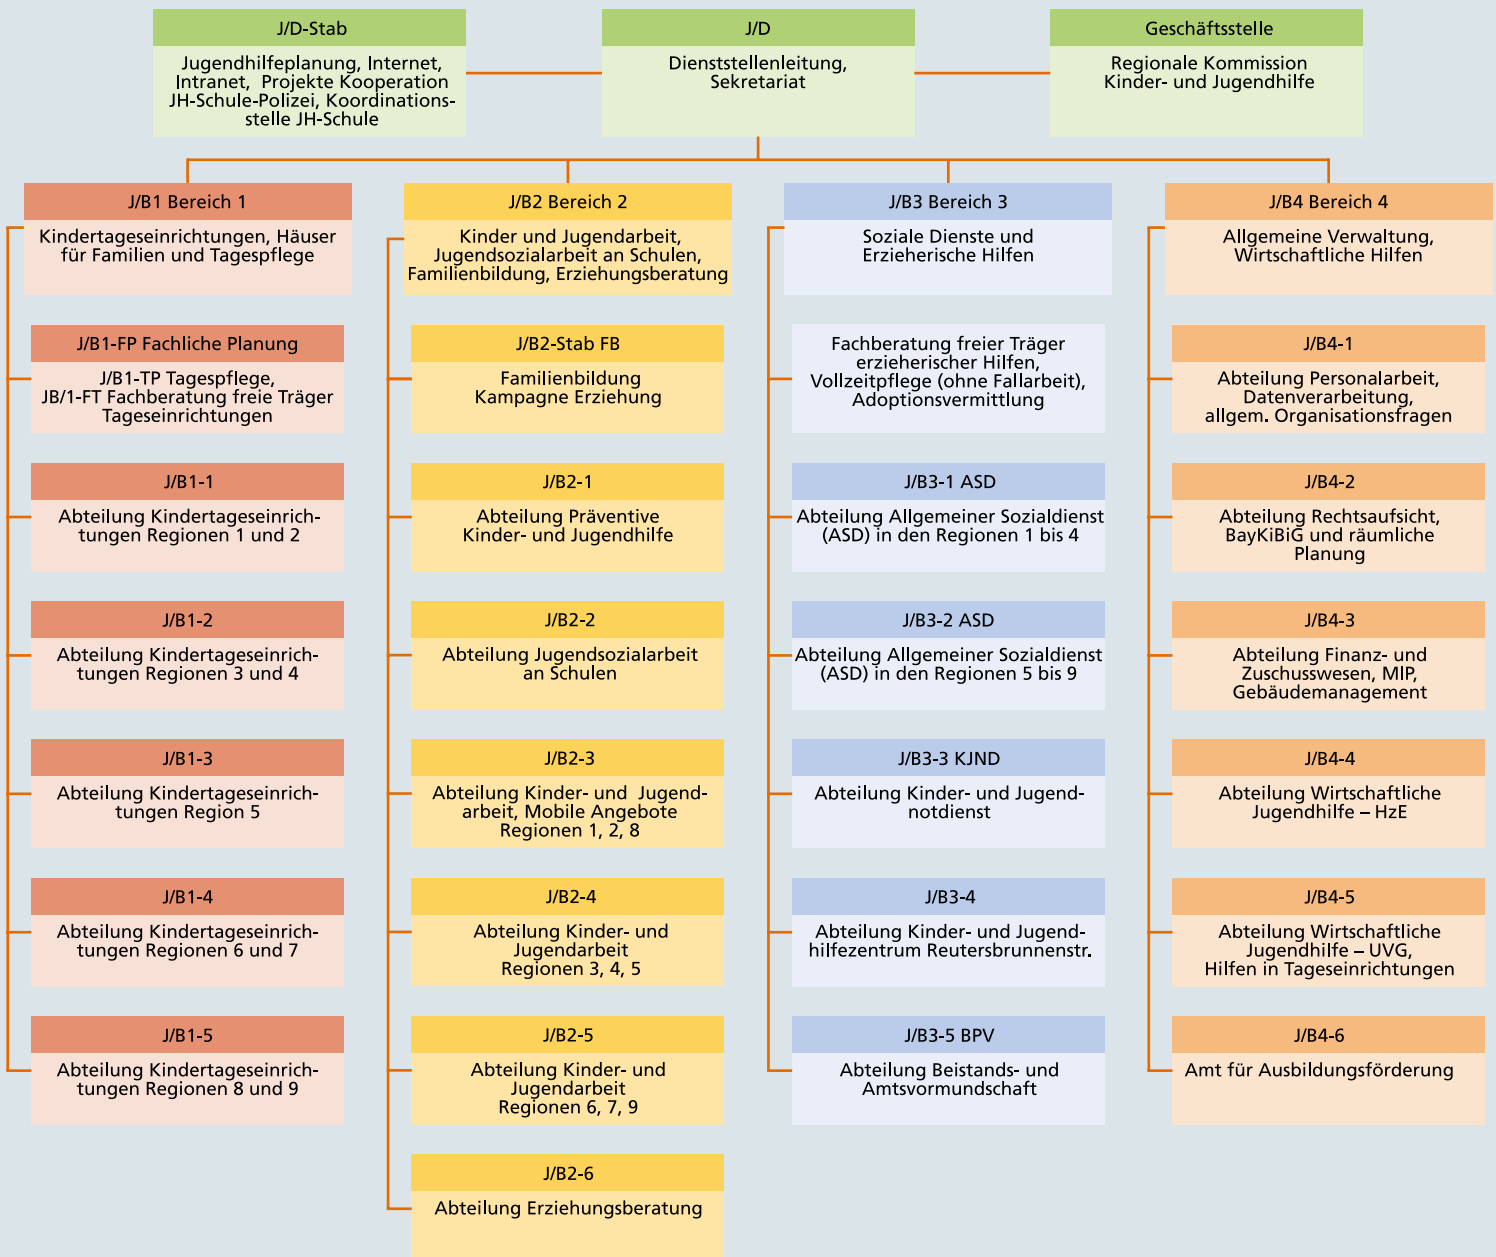 J/D-Stab
Jugendhilfeplanung, Internet,
Intranet, Projekte Kooperation
JH-Schule-Polizei, Koordinations-
stelle JH-Schule
J/D
Dienststellenleitung,
Sekretariat
Geschäftsstelle
Regionale Kommission
Kinder- und Jugendhilfe
J/B1 Bereich 1
Kindertageseinrichtungen, Häuser
für Familien und Tagespflege
J/B1-FP Fachliche Planung
J/B1-TP Tagespflege,
JB/1-FT Fachberatung freie Träger
Tageseinrichtungen
J/B1-1
Abteilung Kindertageseinrich-
tungen Regionen 1 und 2
J/B1-2
Abteilung Kindertageseinrich-
tungen Regionen 3 und 4
J/B1-3
Abteilung Kindertageseinrich-
tungen Region 5
J/B1-4
Abteilung Kindertageseinrich-
tungen Regionen 6 und 7
J/B1-5
Abteilung Kindertageseinrich-
tungen Regionen 8 und 9
J/B2 Bereich 2
Kinder und Jugendarbeit,
Jugendsozialarbeit an Schulen,
Familienbildung, Erziehungsberatung
J/B2-Stab FB
Familienbildung
Kampagne Erziehung
J/B2-1
Abteilung Präventive
Kinder- und Jugendhilfe
J/B2-2
Abteilung Jugendsozialarbeit
an Schulen
J/B2-3
Abteilung Kinder- und Jugend-
arbeit, Mobile Angebote
Regionen 1, 2, 8
J/B2-4
Abteilung Kinder- und
Jugendarbeit
Regionen 3, 4, 5
J/B2-5
Abteilung Kinder- und
Jugendarbeit
Regionen 6, 7, 9
J/B2-6
Abteilung Erziehungsberatung
J/B3 Bereich 3
Soziale Dienste und
Erzieherische Hilfen
Fachberatung freier Träger
erzieherischer Hilfen,
Vollzeitpflege (ohne Fallarbeit),
Adoptionsvermittlung
J/B3-1 ASD
Abteilung Allgemeiner Sozialdienst
(ASD) in den Regionen 1 bis 4
J/B3-2 ASD
Abteilung Allgemeiner Sozialdienst
(ASD) in den Regionen 5 bis 9
J/B3-3 KJND
Abteilung Kinder- und Jugend-
notdienst
J/B3-4
Abteilung Kinder- und Jugend-
hilfezentrum Reutersbrunnenstr.
J/B3-5 BPV
Abteilung Beistands- und
Amtsvormundschaft
J/B4 Bereich 4
Allgemeine Verwaltung,
Wirtschaftliche Hilfen
J/B4-1
Abteilung Personalarbeit,
Datenverarbeitung,
allgem. Organisationsfragen
J/B4-2
Abteilung Rechtsaufsicht,
BayKiBiG und räumliche
Planung
J/B4-3
Abteilung Finanz- und
Zuschusswesen, MIP,
Gebäudemanagement
J/B4-4
Abteilung Wirtschaftliche
Jugendhilfe – HzE
J/B4-5
Abteilung Wirtschaftliche
Jugendhilfe – UVG,
Hilfen in Tageseinrichtungen
J/B4-6
Amt für Ausbildungsförderung